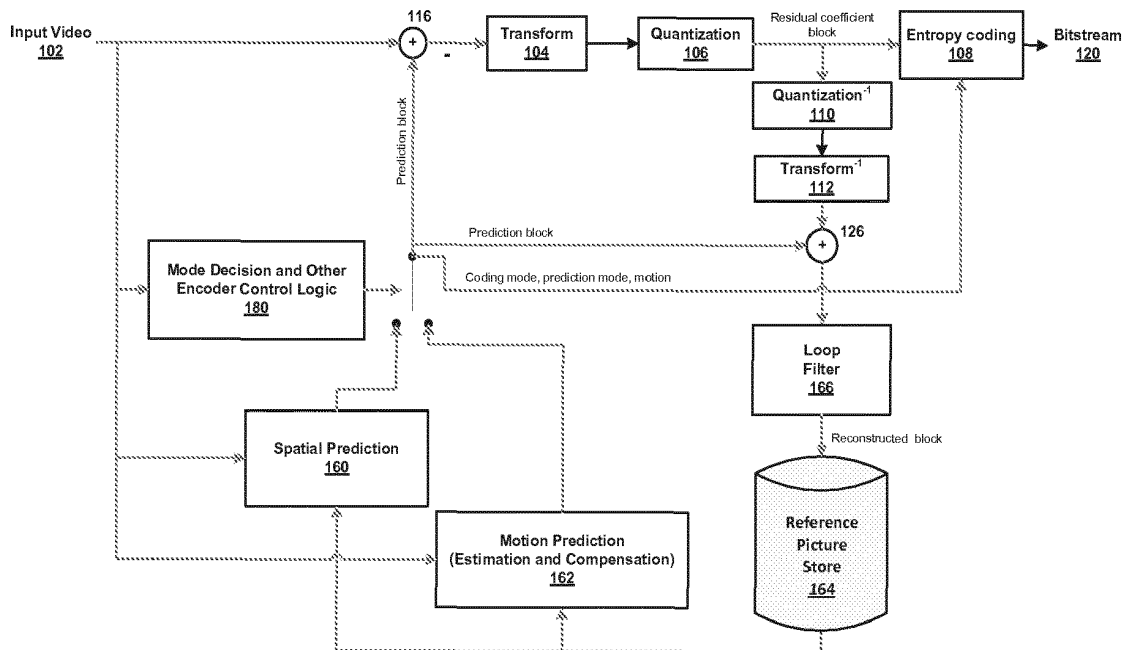 Input Video
102
116
+
-
Transform
104
Quantization
106
Residual coefficient
block
Entropy coding
108
Bitstream
120
Quantization-1
110
Transform-1
112
Prediction block
Prediction block
+
126
Coding mode, prediction mode, motion
Mode Decision and Other
Encoder Control Logic
180
Loop
Filter
166
Reconstructed block
Spatial Prediction
160
Motion Prediction
(Estimation and Compensation)
162
Reference
Picture
Store
164